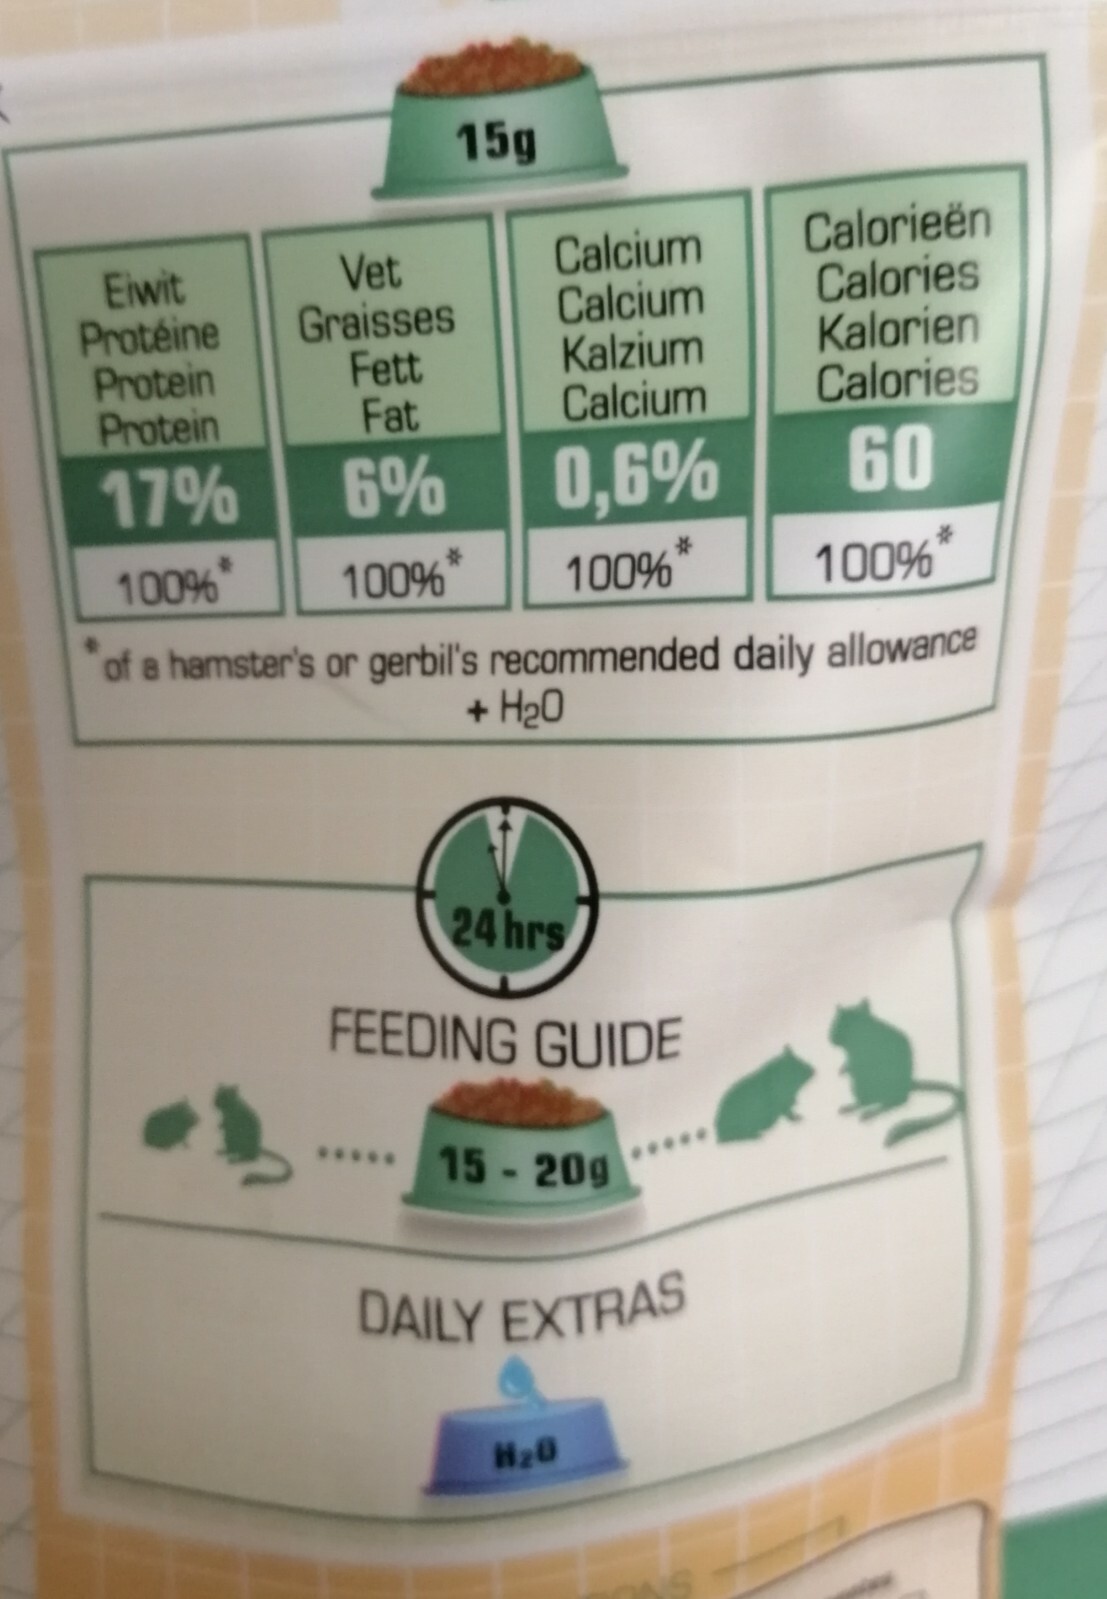 15g
Eiwit
Protéine
Protein
Protein
17%
100%*
Vet
Graisses
Fett
Fat
6%
100%*
Calcium
Calcium
Kalzium
Calcium
0,6%
100%*
Calorieën
Calories
Kalorien
Calories
60
100%*
*of a hamster's or gerbil's recommended daily allowance
+ H₂O
24 hrs
FEEDING GUIDE
15 - 20g
DAILY EXTRAS
H₂O